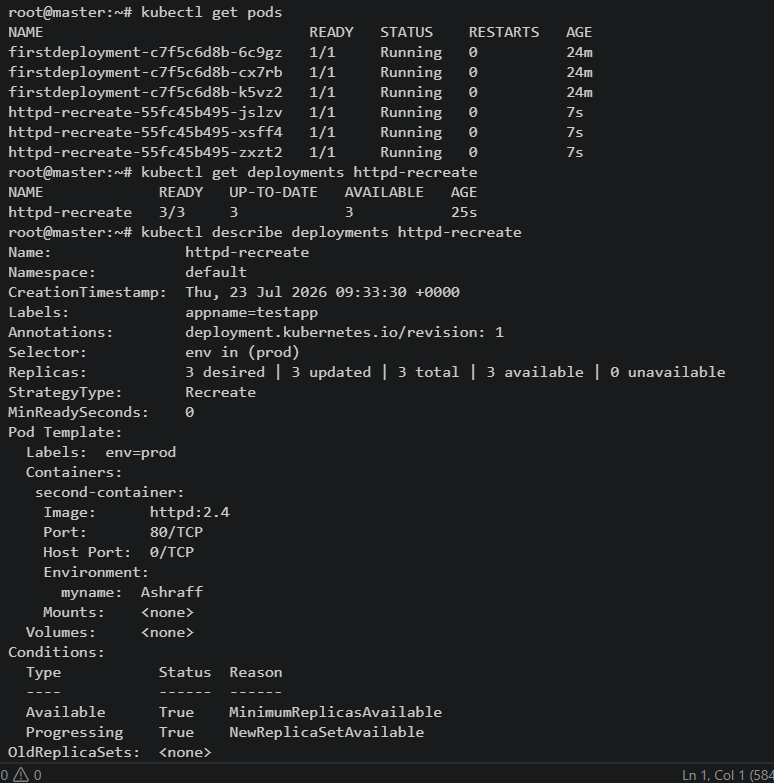 root@master:~# kubectl get pods
NAME                              READY   STATUS    RESTARTS   AGE
firstdeployment-c7f5c6d8b-6c9gz   1/1     Running   0          24m
firstdeployment-c7f5c6d8b-cx7rb   1/1     Running   0          24m
firstdeployment-c7f5c6d8b-k5vz2   1/1     Running   0          24m
httpd-recreate-55fc45b495-jslzv   1/1     Running   0          7s
httpd-recreate-55fc45b495-xsff4   1/1     Running   0          7s
httpd-recreate-55fc45b495-zxzt2   1/1     Running   0          7s
root@master:~# kubectl get deployments httpd-recreate
NAME             READY   UP-TO-DATE   AVAILABLE   AGE
httpd-recreate   3/3     3            3           25s
root@master:~# kubectl describe deployments httpd-recreate
Name:               httpd-recreate
Namespace:          default
CreationTimestamp:  Thu, 23 Jul 2026 09:33:30 +0000
Labels:             appname=testapp
Annotations:        deployment.kubernetes.io/revision: 1
Selector:           env in (prod)
Replicas:           3 desired | 3 updated | 3 total | 3 available | 0 unavailable
StrategyType:       Recreate
MinReadySeconds:    0
Pod Template:
  Labels:  env=prod
  Containers:
   second-container:
    Image:      httpd:2.4
    Port:       80/TCP
    Host Port:  0/TCP
    Environment:
      myname:  Ashraff
    Mounts:    <none>
  Volumes:     <none>
Conditions:
  Type           Status  Reason
  ----           ------  ------
  Available      True    MinimumReplicasAvailable
  Progressing    True    NewReplicaSetAvailable
OldReplicaSets:  <none>
0 ⚠ 0 Ln 1, Col 1 (584